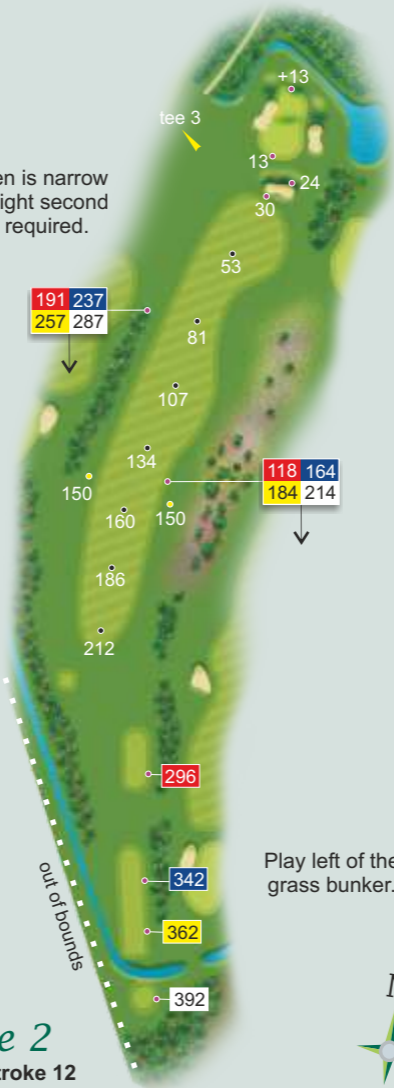 +13
tee 3
13
24
30
en is narrow
ight second
required.
53
191 237
257 287
81
107
134
118 164
184 214
150
150
160
186
212
296
342
362
out of bounds
Play left of the
grass bunker.
392
e 2
troke 12